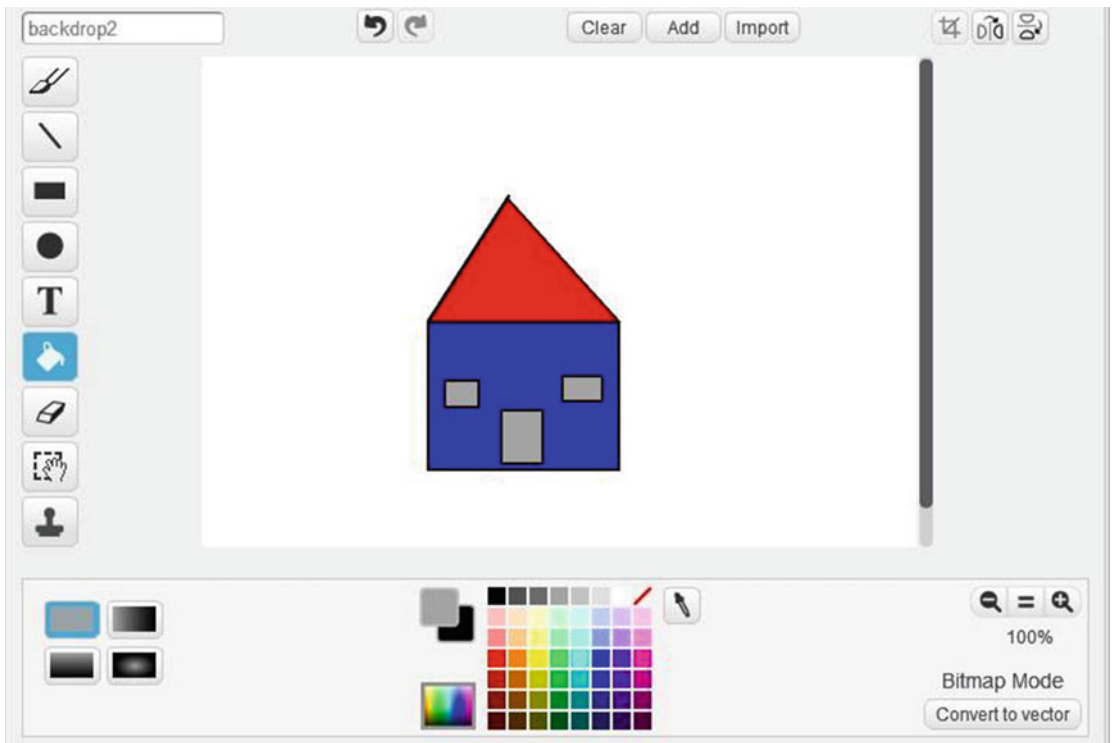 backdrop2
Clear
Add
Import
T
100%
Bitmap Mode
Convert to vector